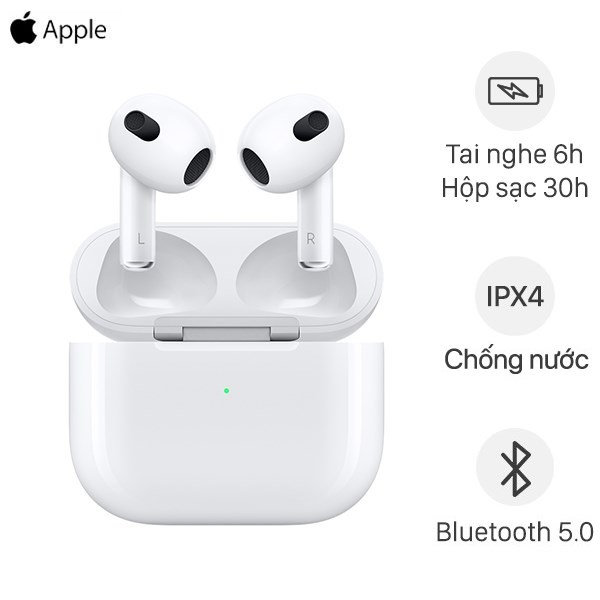 Apple
Tai nghe 6h
Hộp sạc 30h
L
R
IPX4
Chống nước
Bluetooth 5.0